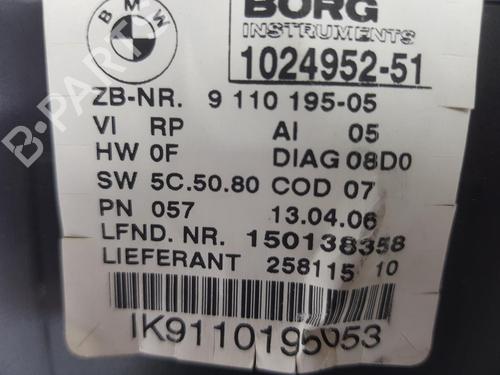 BMW
BORG
INSTRUMENTS
1024952-51
ZB-NR. 9 110 195-05
VI RP AI 05
HW 0F DIAG 08D0
SW 5C.50.80 COD 07
PN 057 13.04.06
LFND. NR. 150138358
LIEFERANT 258115 10
IK9110195053